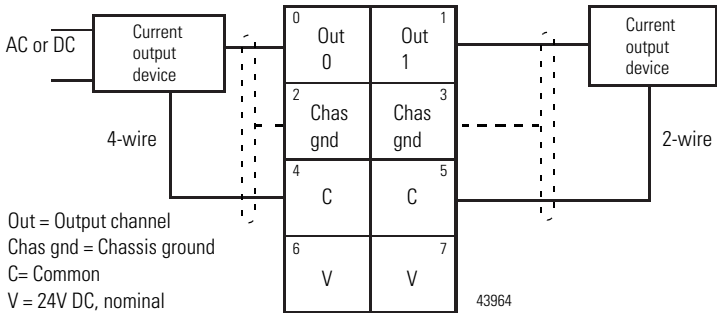 AC or DC
Current
output
device
4-wire
0
Out
0
1
Out
1
2
Chas
gnd
3
Chas
gnd
4
C
5
C
6
V
7
V
Current
output
device
2-wire
Out = Output channel
Chas gnd = Chassis ground
C= Common
V = 24V DC, nominal
43964